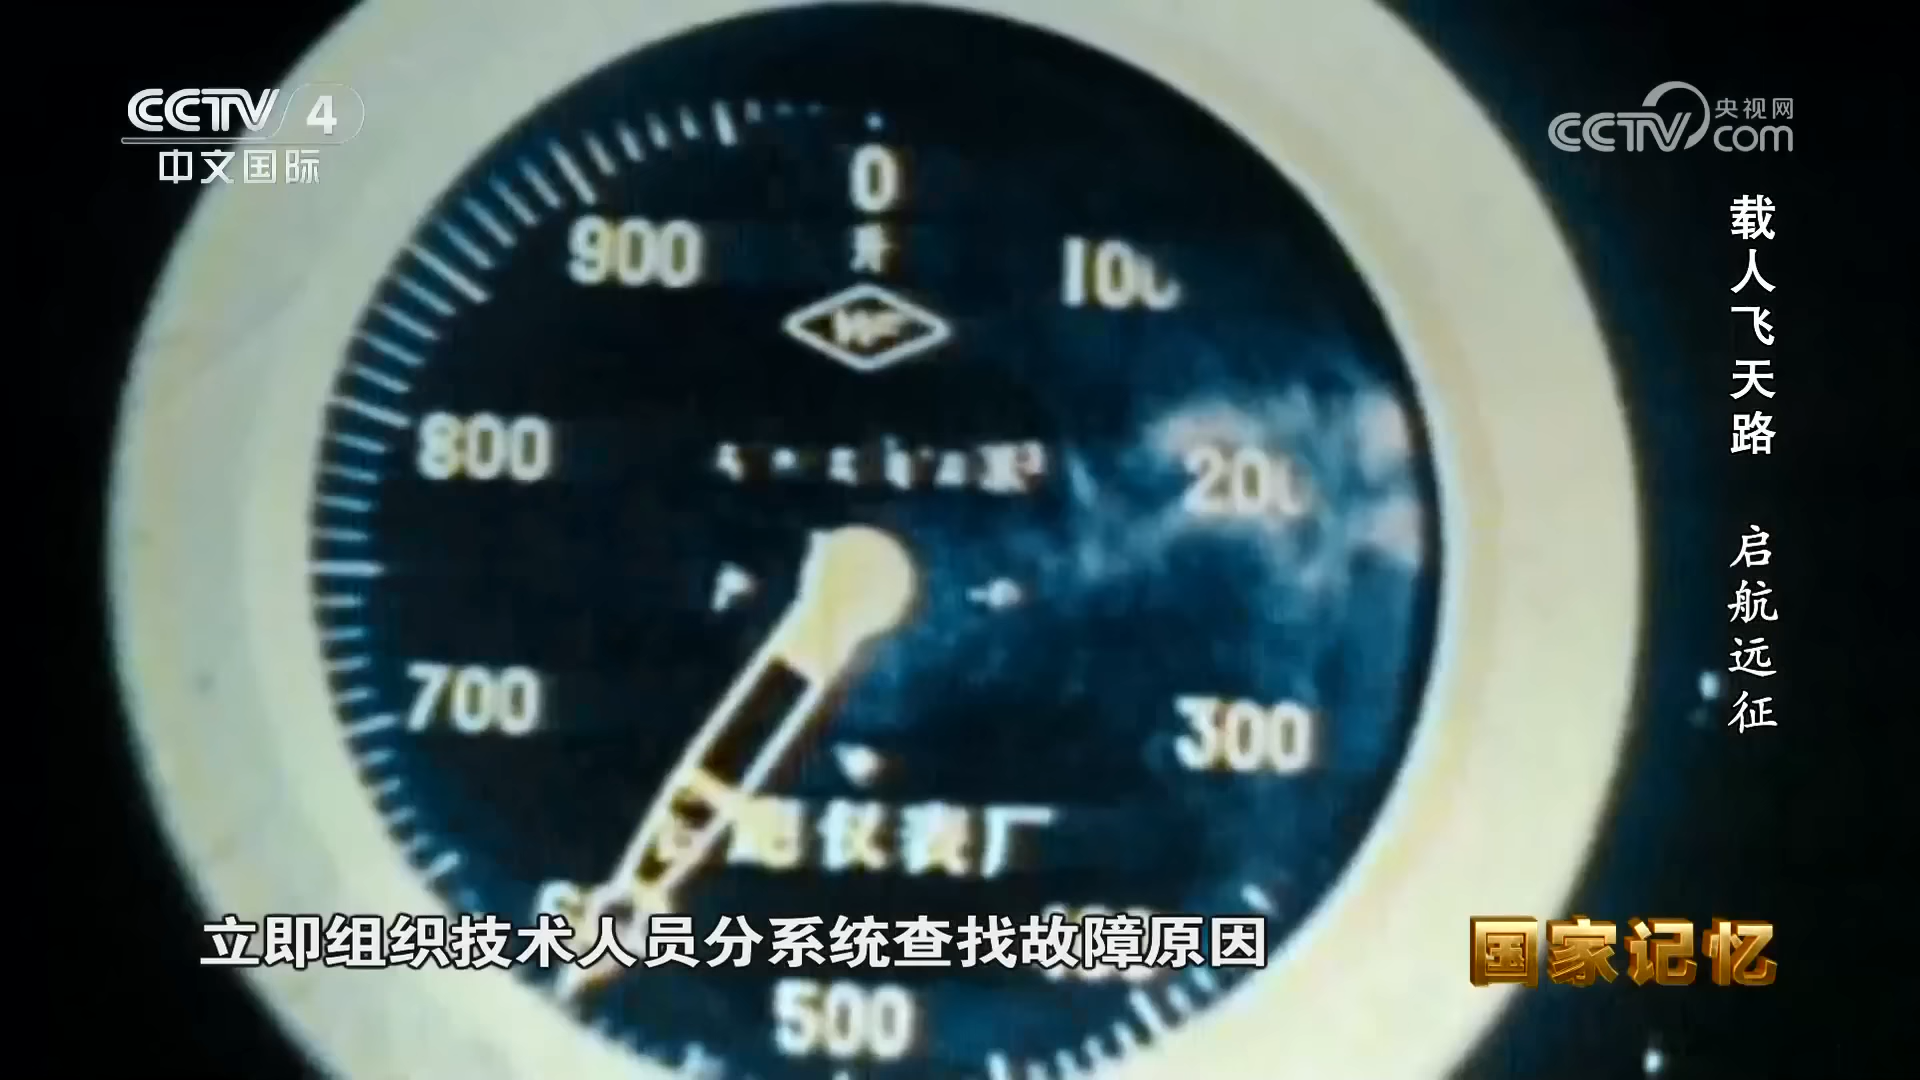 CCTV 4
中文国际
央视网
CCTV.com
载人飞天路 启航远征
0
升
900
100
800
200
700
300
仪表厂
500
立即组织技术人员分系统查找故障原因
国家记忆